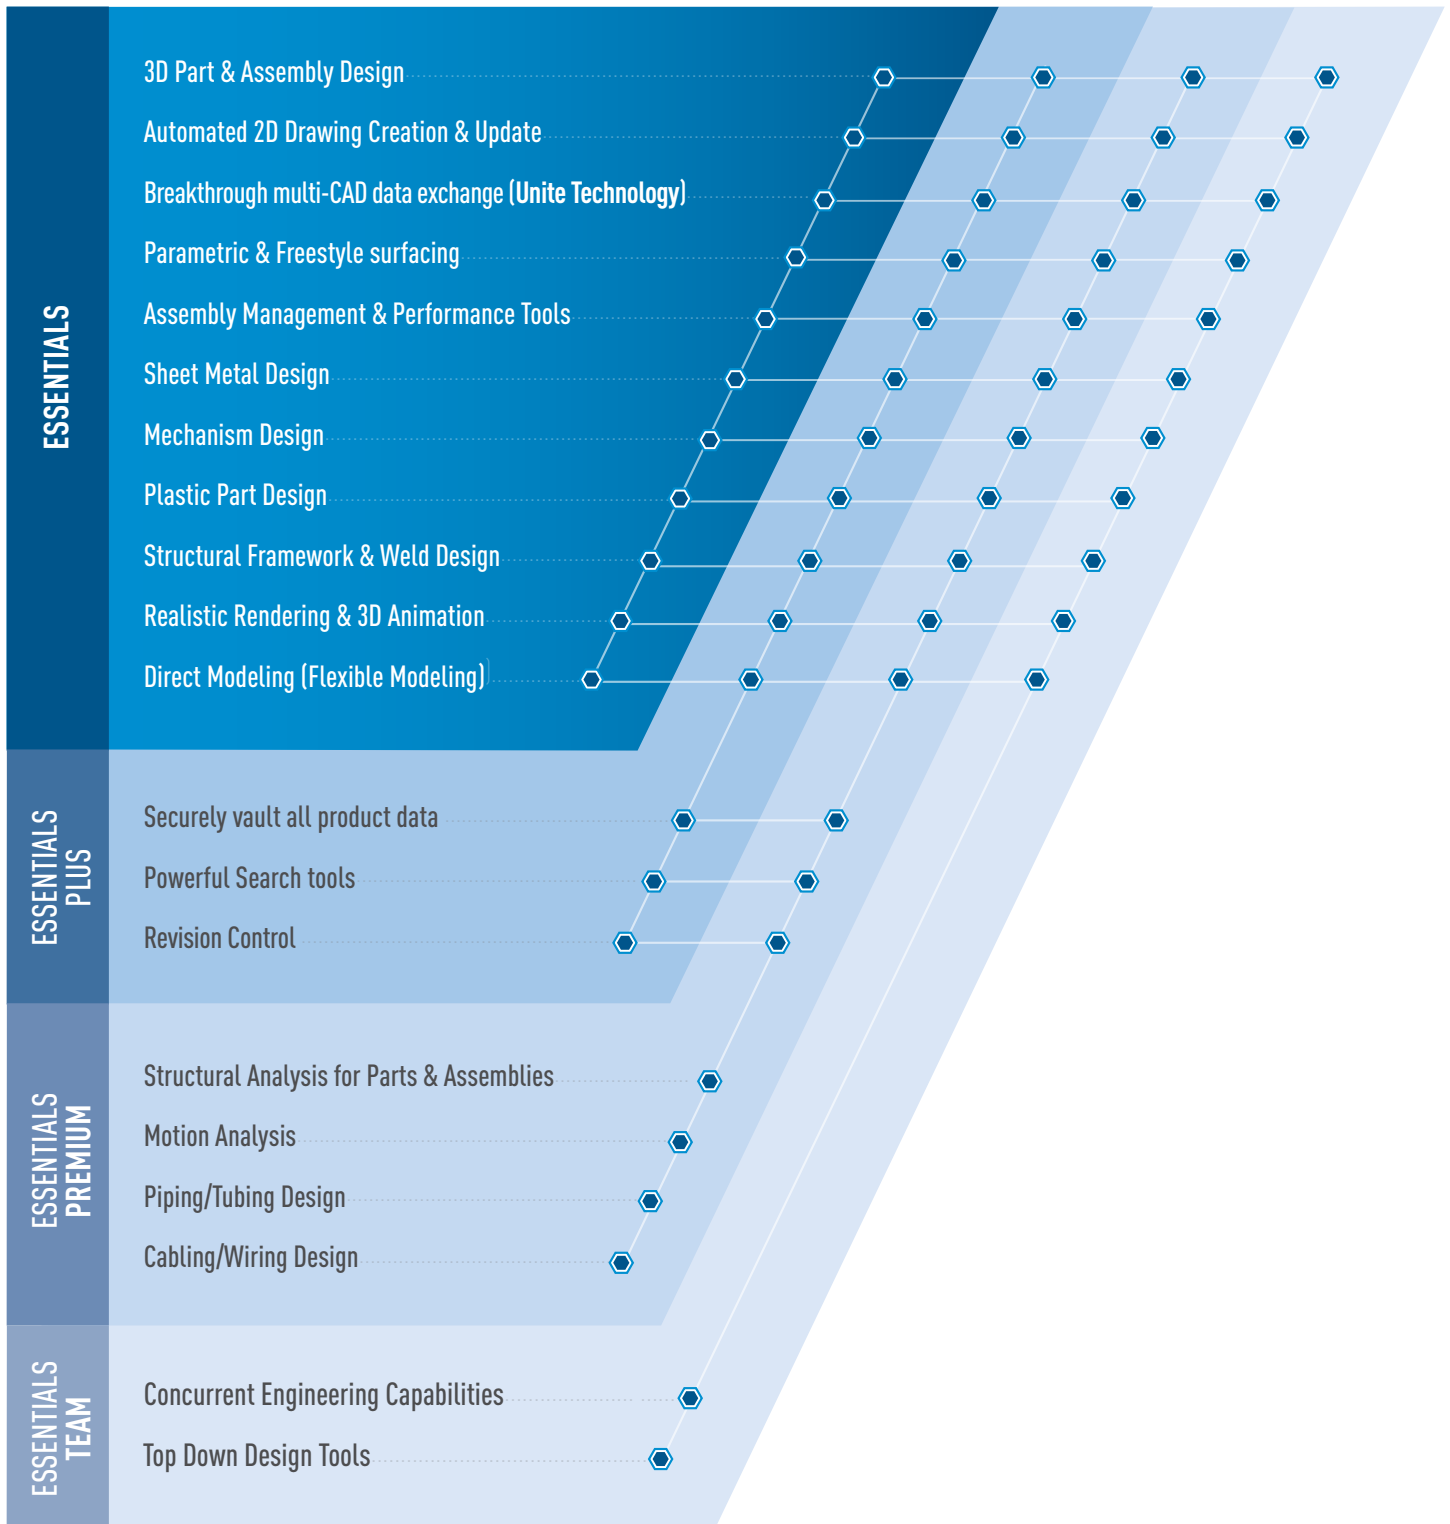 ESSENTIALS
3D Part & Assembly Design
Automated 2D Drawing Creation & Update
Breakthrough multi-CAD data exchange (Unite Technology)
Parametric & Freestyle surfacing
Assembly Management & Performance Tools
Sheet Metal Design
Mechanism Design
Plastic Part Design
Structural Framework & Weld Design
Realistic Rendering & 3D Animation
Direct Modeling (Flexible Modeling)
ESSENTIALS
PLUS
Securely vault all product data
Powerful Search tools
Revision Control
ESSENTIALS
PREMIUM
Structural Analysis for Parts & Assemblies
Motion Analysis
Piping/Tubing Design
Cabling/Wiring Design
ESSENTIALS
TEAM
Concurrent Engineering Capabilities
Top Down Design Tools